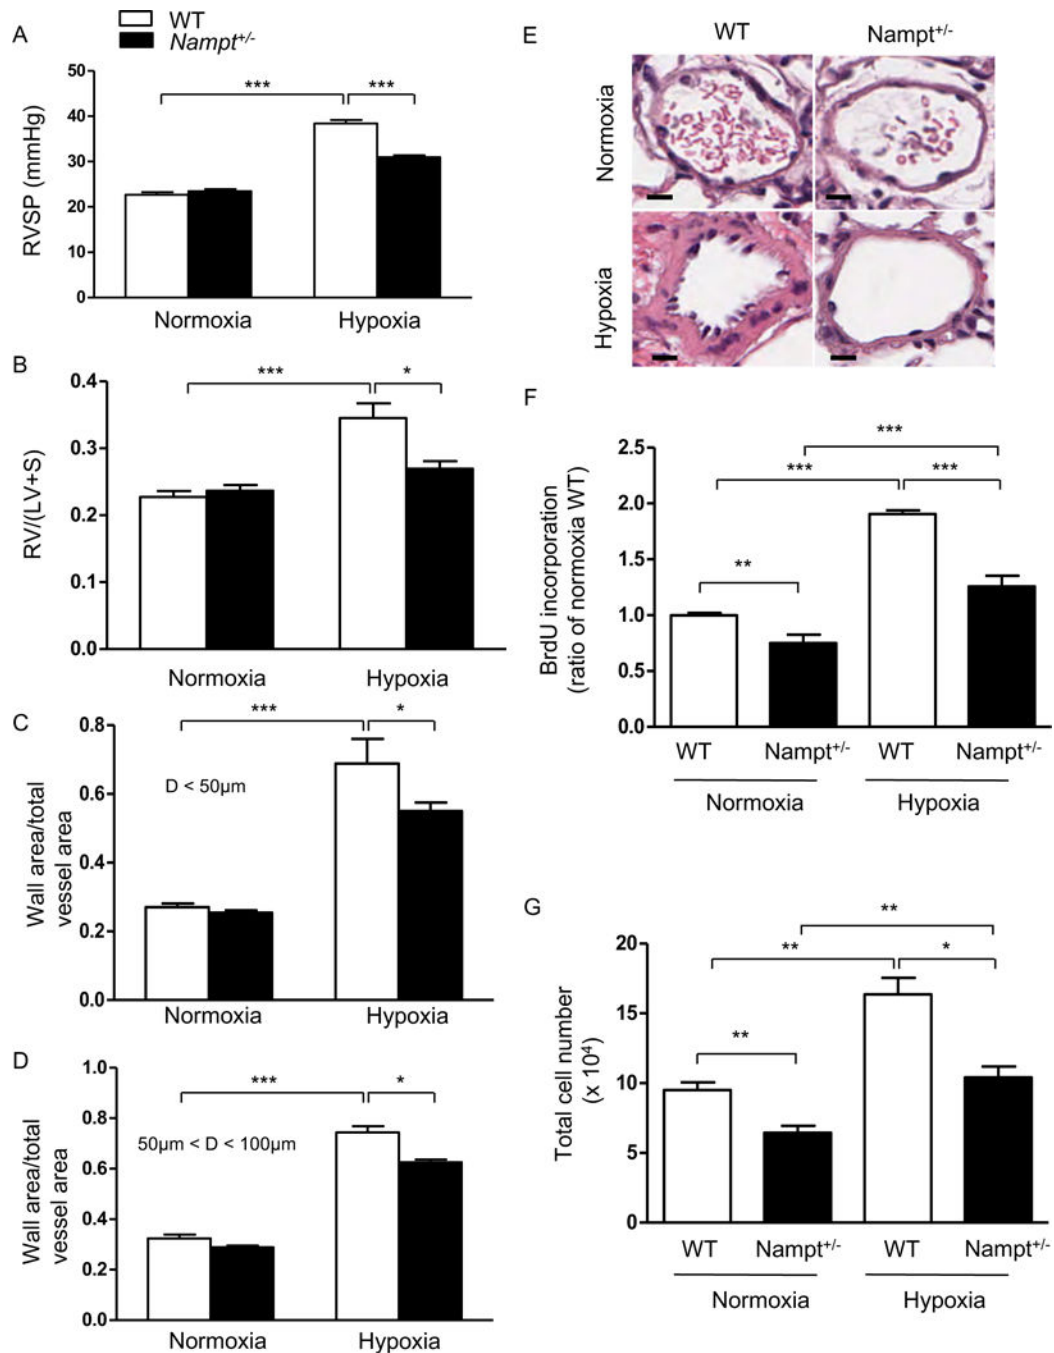 A
WT
Nampt+/-
RVSP (mmHg)
50
40
30
20
10
0
***
***
Normoxia
Hypoxia
B
RV/(LV+S)
0.4
0.3
0.2
0.1
0.0
***
*
Normoxia
Hypoxia
C
Wall area/total
vessel area
0.8
0.6
0.4
0.2
0.0
D < 50µm
***
*
Normoxia
Hypoxia
D
Wall area/total
vessel area
1.0
0.8
0.6
0.4
0.2
0.0
50µm < D < 100µm
***
*
Normoxia
Hypoxia
E
WT
Nampt+/-
Normoxia
Hypoxia
F
BrdU incorporation
(ratio of normoxia WT)
2.5
2.0
1.5
1.0
0.5
0.0
***
***
***
**
WT
Nampt+/-
WT
Nampt+/-
Normoxia
Hypoxia
G
Total cell number
(x 10⁴)
20
15
10
5
0
**
**
*
**
WT
Nampt+/-
WT
Nampt+/-
Normoxia
Hypoxia